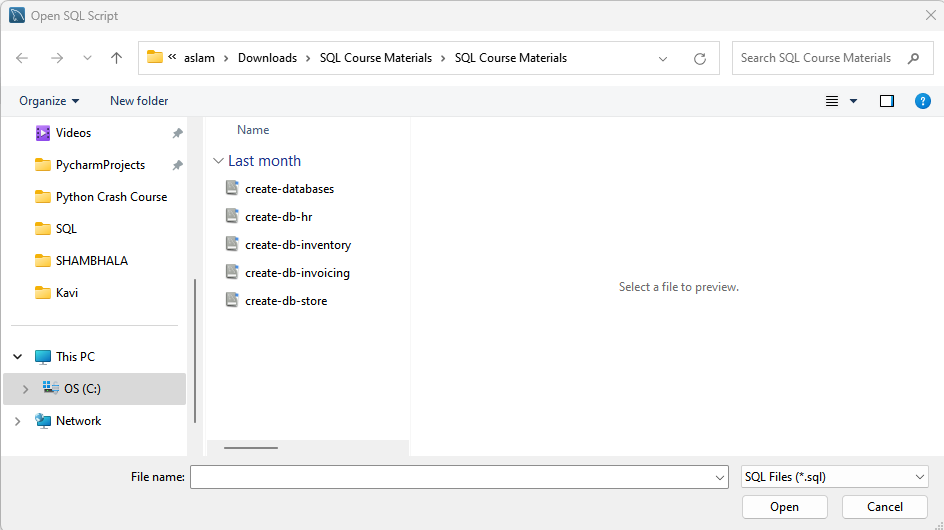 Open SQL Script
« aslam > Downloads > SQL Course Materials > SQL Course Materials
Search SQL Course Materials
Organize
New folder
?
Videos
PycharmProjects
Python Crash Course
SQL
SHAMBHALA
Kavi
This PC
OS (C:)
Network
Name
Last month
create-databases
create-db-hr
create-db-inventory
create-db-invoicing
create-db-store
Select a file to preview.
File name:
SQL Files (*.sql)
Open
Cancel